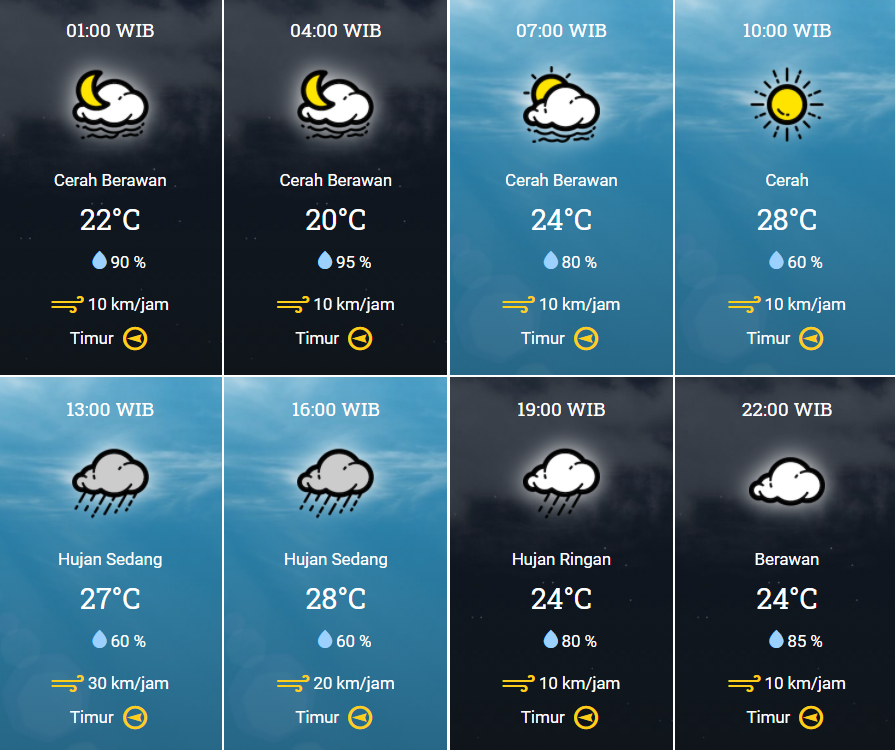 01:00 WIB
Cerah Berawan
22°C
90 %
10 km/jam
Timur
04:00 WIB
Cerah Berawan
20°C
95 %
10 km/jam
Timur
07:00 WIB
Cerah Berawan
24°C
80 %
10 km/jam
Timur
10:00 WIB
Cerah
28°C
60 %
10 km/jam
Timur
13:00 WIB
Hujan Sedang
27°C
60 %
30 km/jam
Timur
16:00 WIB
Hujan Sedang
28°C
60 %
20 km/jam
Timur
19:00 WIB
Hujan Ringan
24°C
80 %
10 km/jam
Timur
22:00 WIB
Berawan
24°C
85 %
10 km/jam
Timur